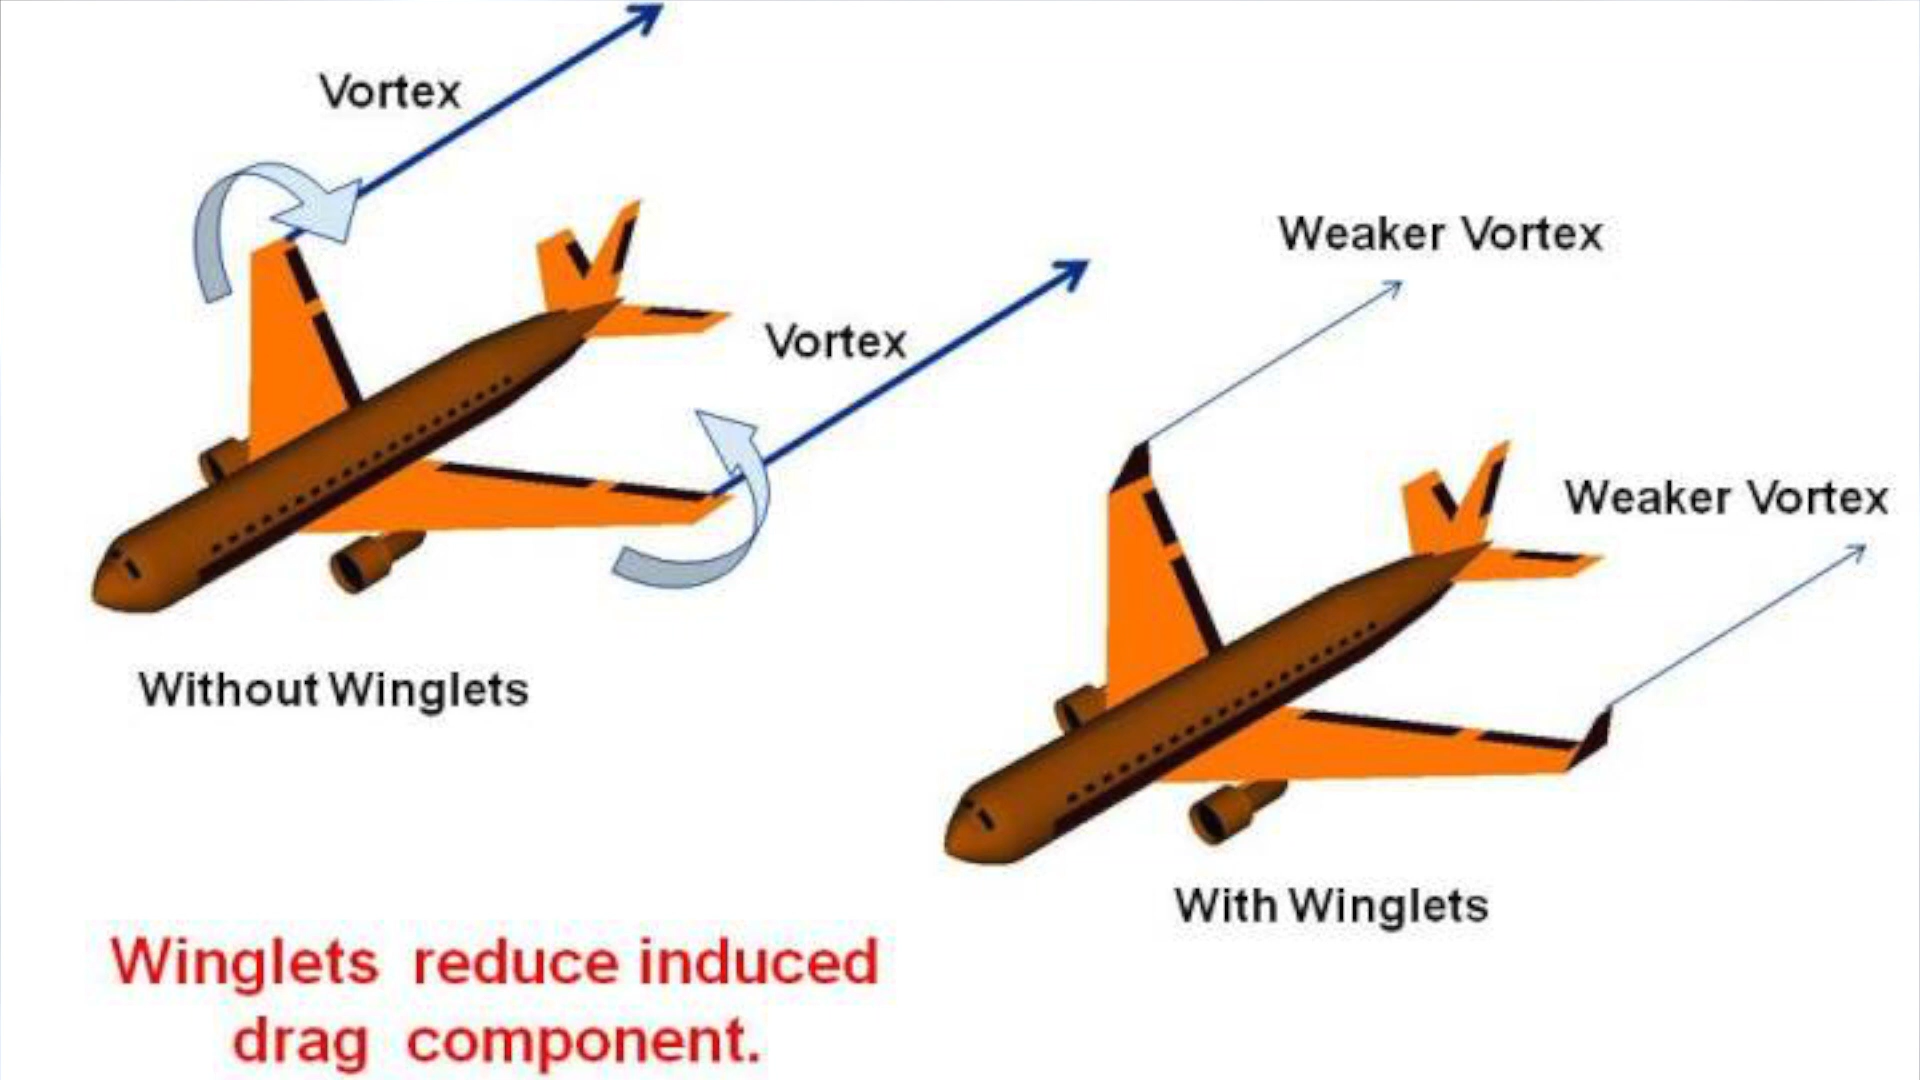 Vortex
Vortex
Without Winglets
Weaker Vortex
Weaker Vortex
With Winglets
Winglets reduce induced
drag component.